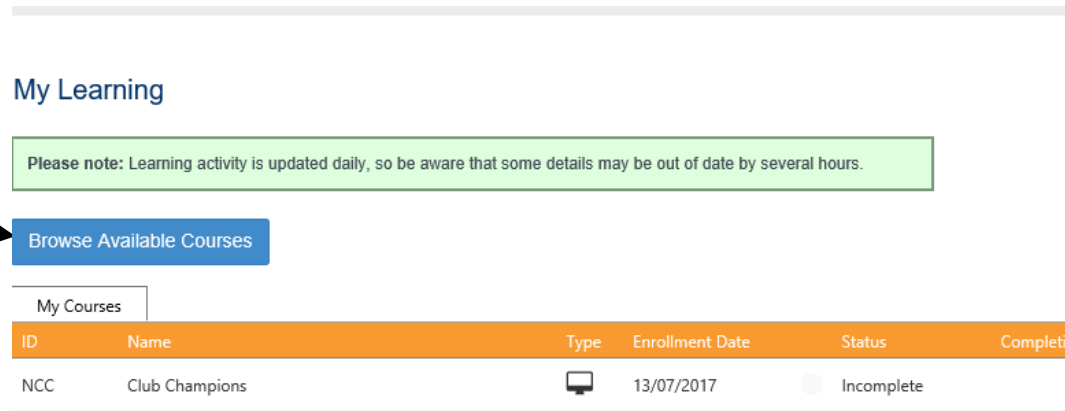 My Learning
Please note: Learning activity is updated daily, so be aware that some details may be out of date by several hours.
Browse Available Courses
My Courses
ID Name Type Enrollment Date Status Completi
NCC Club Champions 13/07/2017 Incomplete